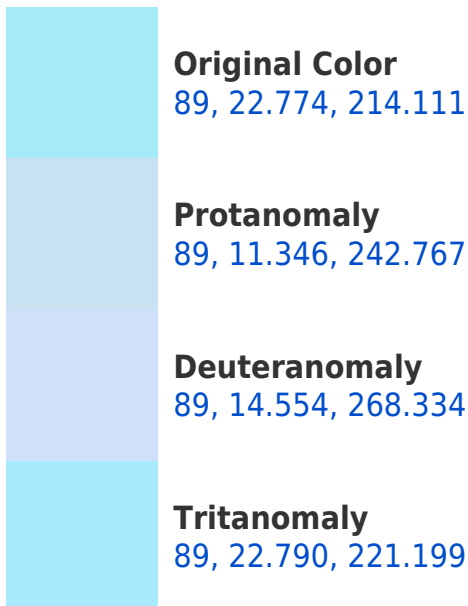 Original Color
89, 22.774, 214.111
Protanomaly
89, 11.346, 242.767
Deuteranomaly
89, 14.554, 268.334
Tritanomaly
89, 22.790, 221.199